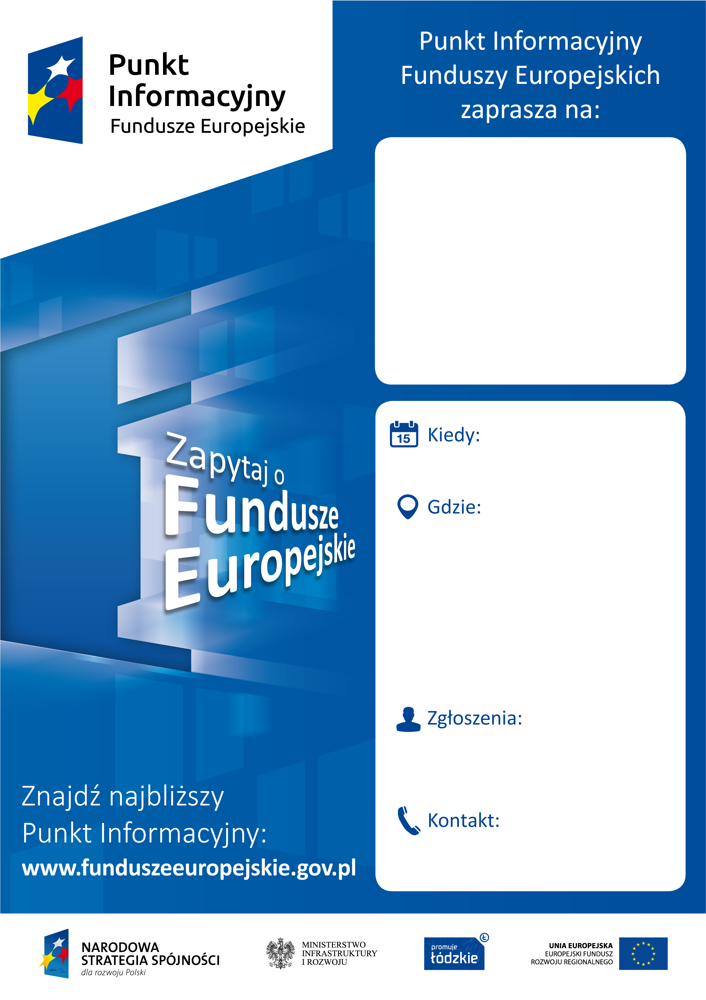 Punkt
Informacyjny
Fundusze Europejskie
Punkt Informacyjny
Funduszy Europejskich
zaprasza na:
Zapytaj o
Fundusze
Europejskie
15
Kiedy:
Gdzie:
Zgłoszenia:
Kontakt:
Znajdź najbliższy
Punkt Informacyjny:
www.funduszeeuropejskie.gov.pl
NARODOWA
STRATEGIA SPÓJNOŚCI
dla rozwoju Polski
MINISTERSTWO
INFRASTRUKTURY
I ROZWOJU
promuje
łódzkie
Ł
UNIA EUROPEJSKA
EUROPEJSKI FUNDUSZ
ROZWOJU REGIONALNEGO